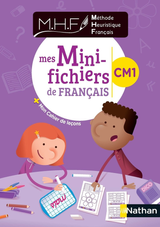 M.H.F Méthode
Heuristique
Français
mes Mini-
fichiers
de FRANÇAIS
CM1
+ mon Cahier de leçons
Nathan